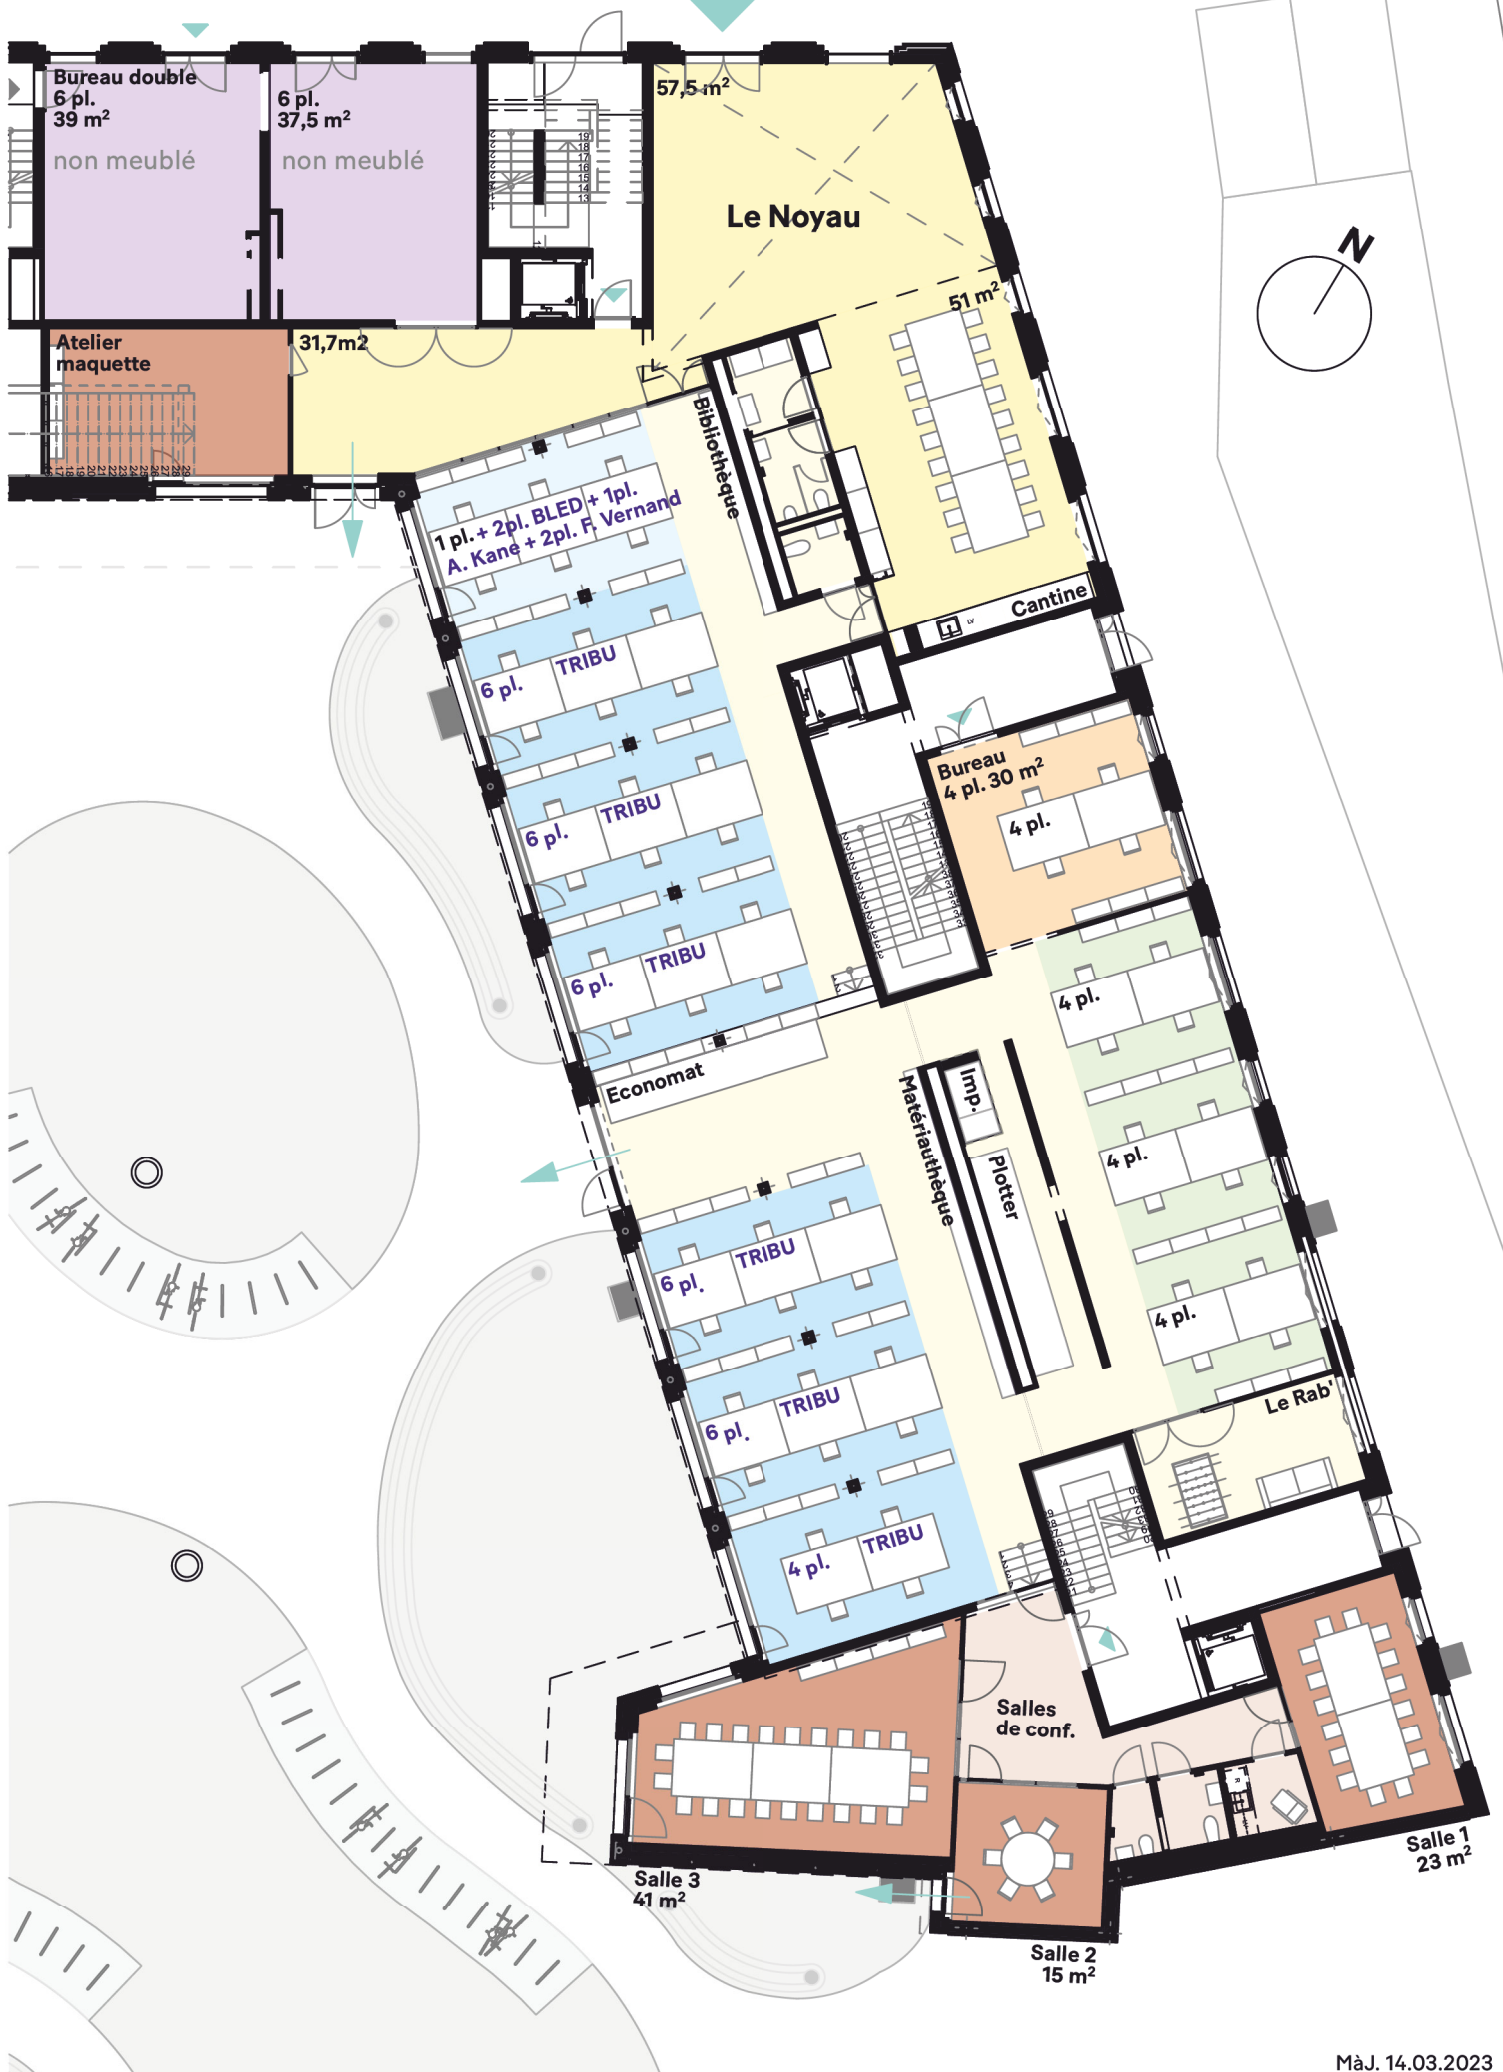 Bureau double
6 pl.
39 m²
non meublé
6 pl.
37,5 m²
non meublé
57,5 m²
Le Noyau
N
51 m²
Atelier
maquette
31,7m2
Bibliothèque
1 pl. + 2pl. BLED + 1pl.
A. Kane + 2pl. F. Vernand
Cantine
LV
6 pl.
TRIBU
Bureau
4 pl. 30 m²
4 pl.
6 pl.
TRIBU
6 pl.
TRIBU
4 pl.
Economat
Matériauthèque
Imp.
Plotter
4 pl.
6 pl.
TRIBU
4 pl.
6 pl.
TRIBU
Le Rab'
4 pl.
TRIBU
Salles
de conf.
Salle 1
23 m²
Salle 3
41 m²
Salle 2
15 m²
MàJ. 14.03.2023